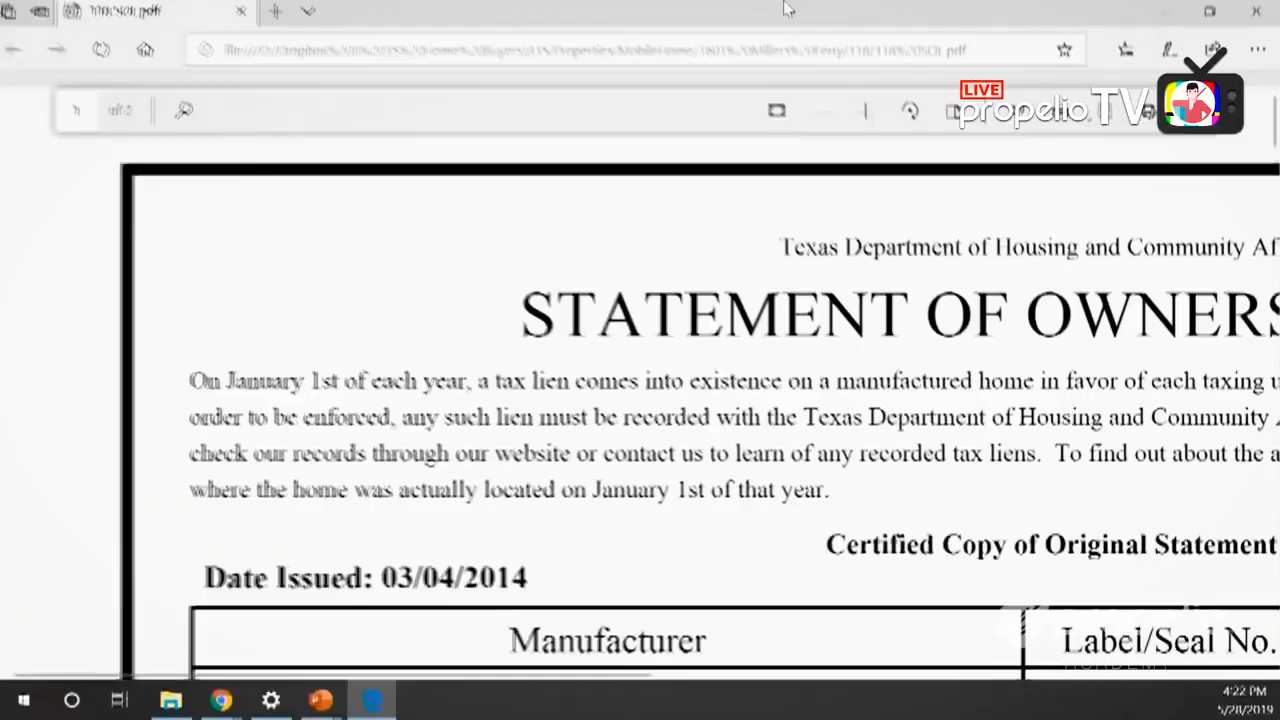 LIVE
propelioTV
Texas Department of Housing and Community Af
STATEMENT OF OWNERS
On January 1st of each year, a tax lien comes into existence on a manufactured home in favor of each taxing u
order to be enforced, any such lien must be recorded with the Texas Department of Housing and Community A
check our records through our website or contact us to learn of any recorded tax liens. To find out about the a
where the home was actually located on January 1st of that year.
Certified Copy of Original Statement
Date Issued: 03/04/2014
Manufacturer
Label/Seal No.
ACADEMY
4:22 PM
5/28/2019